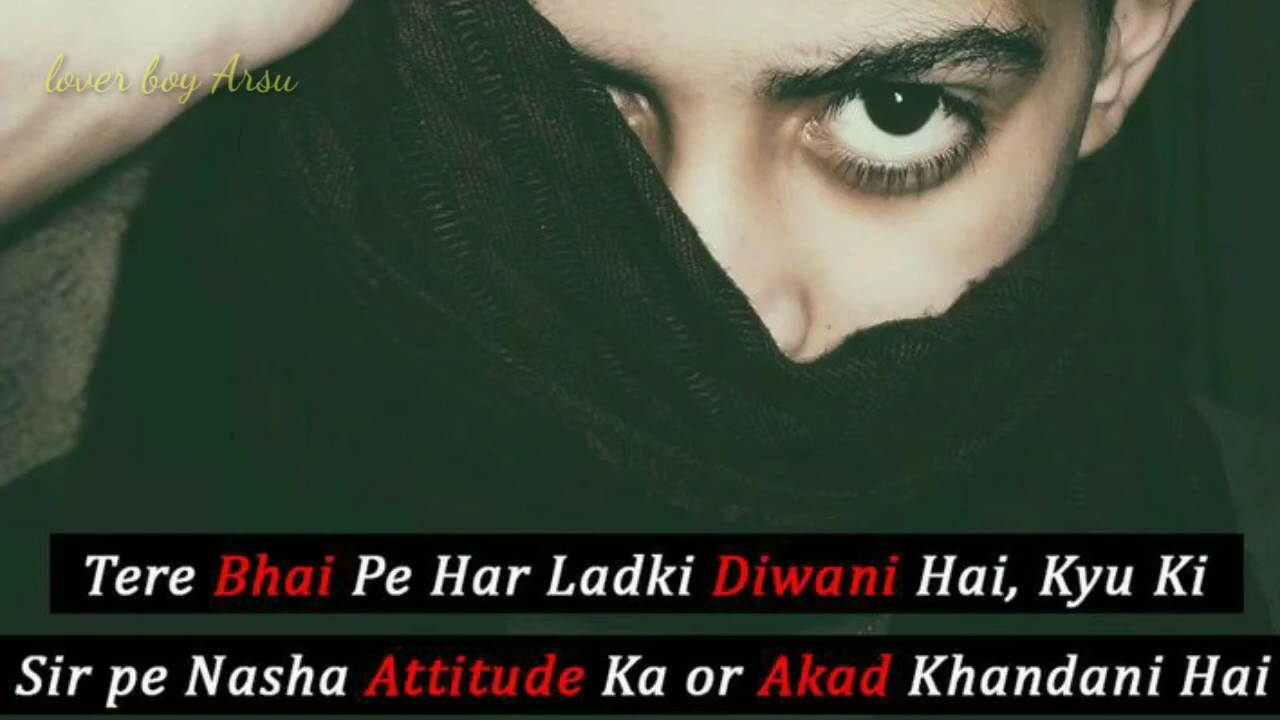 lover boy Arsu
Tere Bhai Pe Har Ladki Diwani Hai, Kyu Ki
Sir pe Nasha Attitude Ka or Akad Khandani Hai